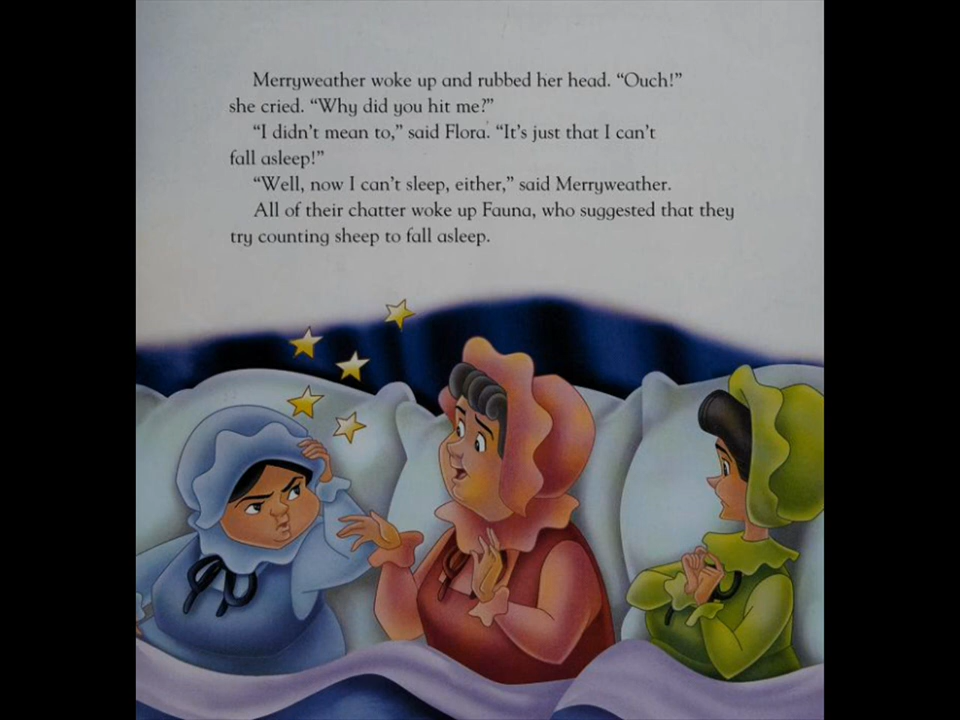 Merryweather woke up and rubbed her head. “Ouch!”
she cried. “Why did you hit me?”
“I didn’t mean to,” said Flora. “It’s just that I can’t
fall asleep!”
“Well, now I can’t sleep, either,” said Merryweather.
All of their chatter woke up Fauna, who suggested that they
try counting sheep to fall asleep.